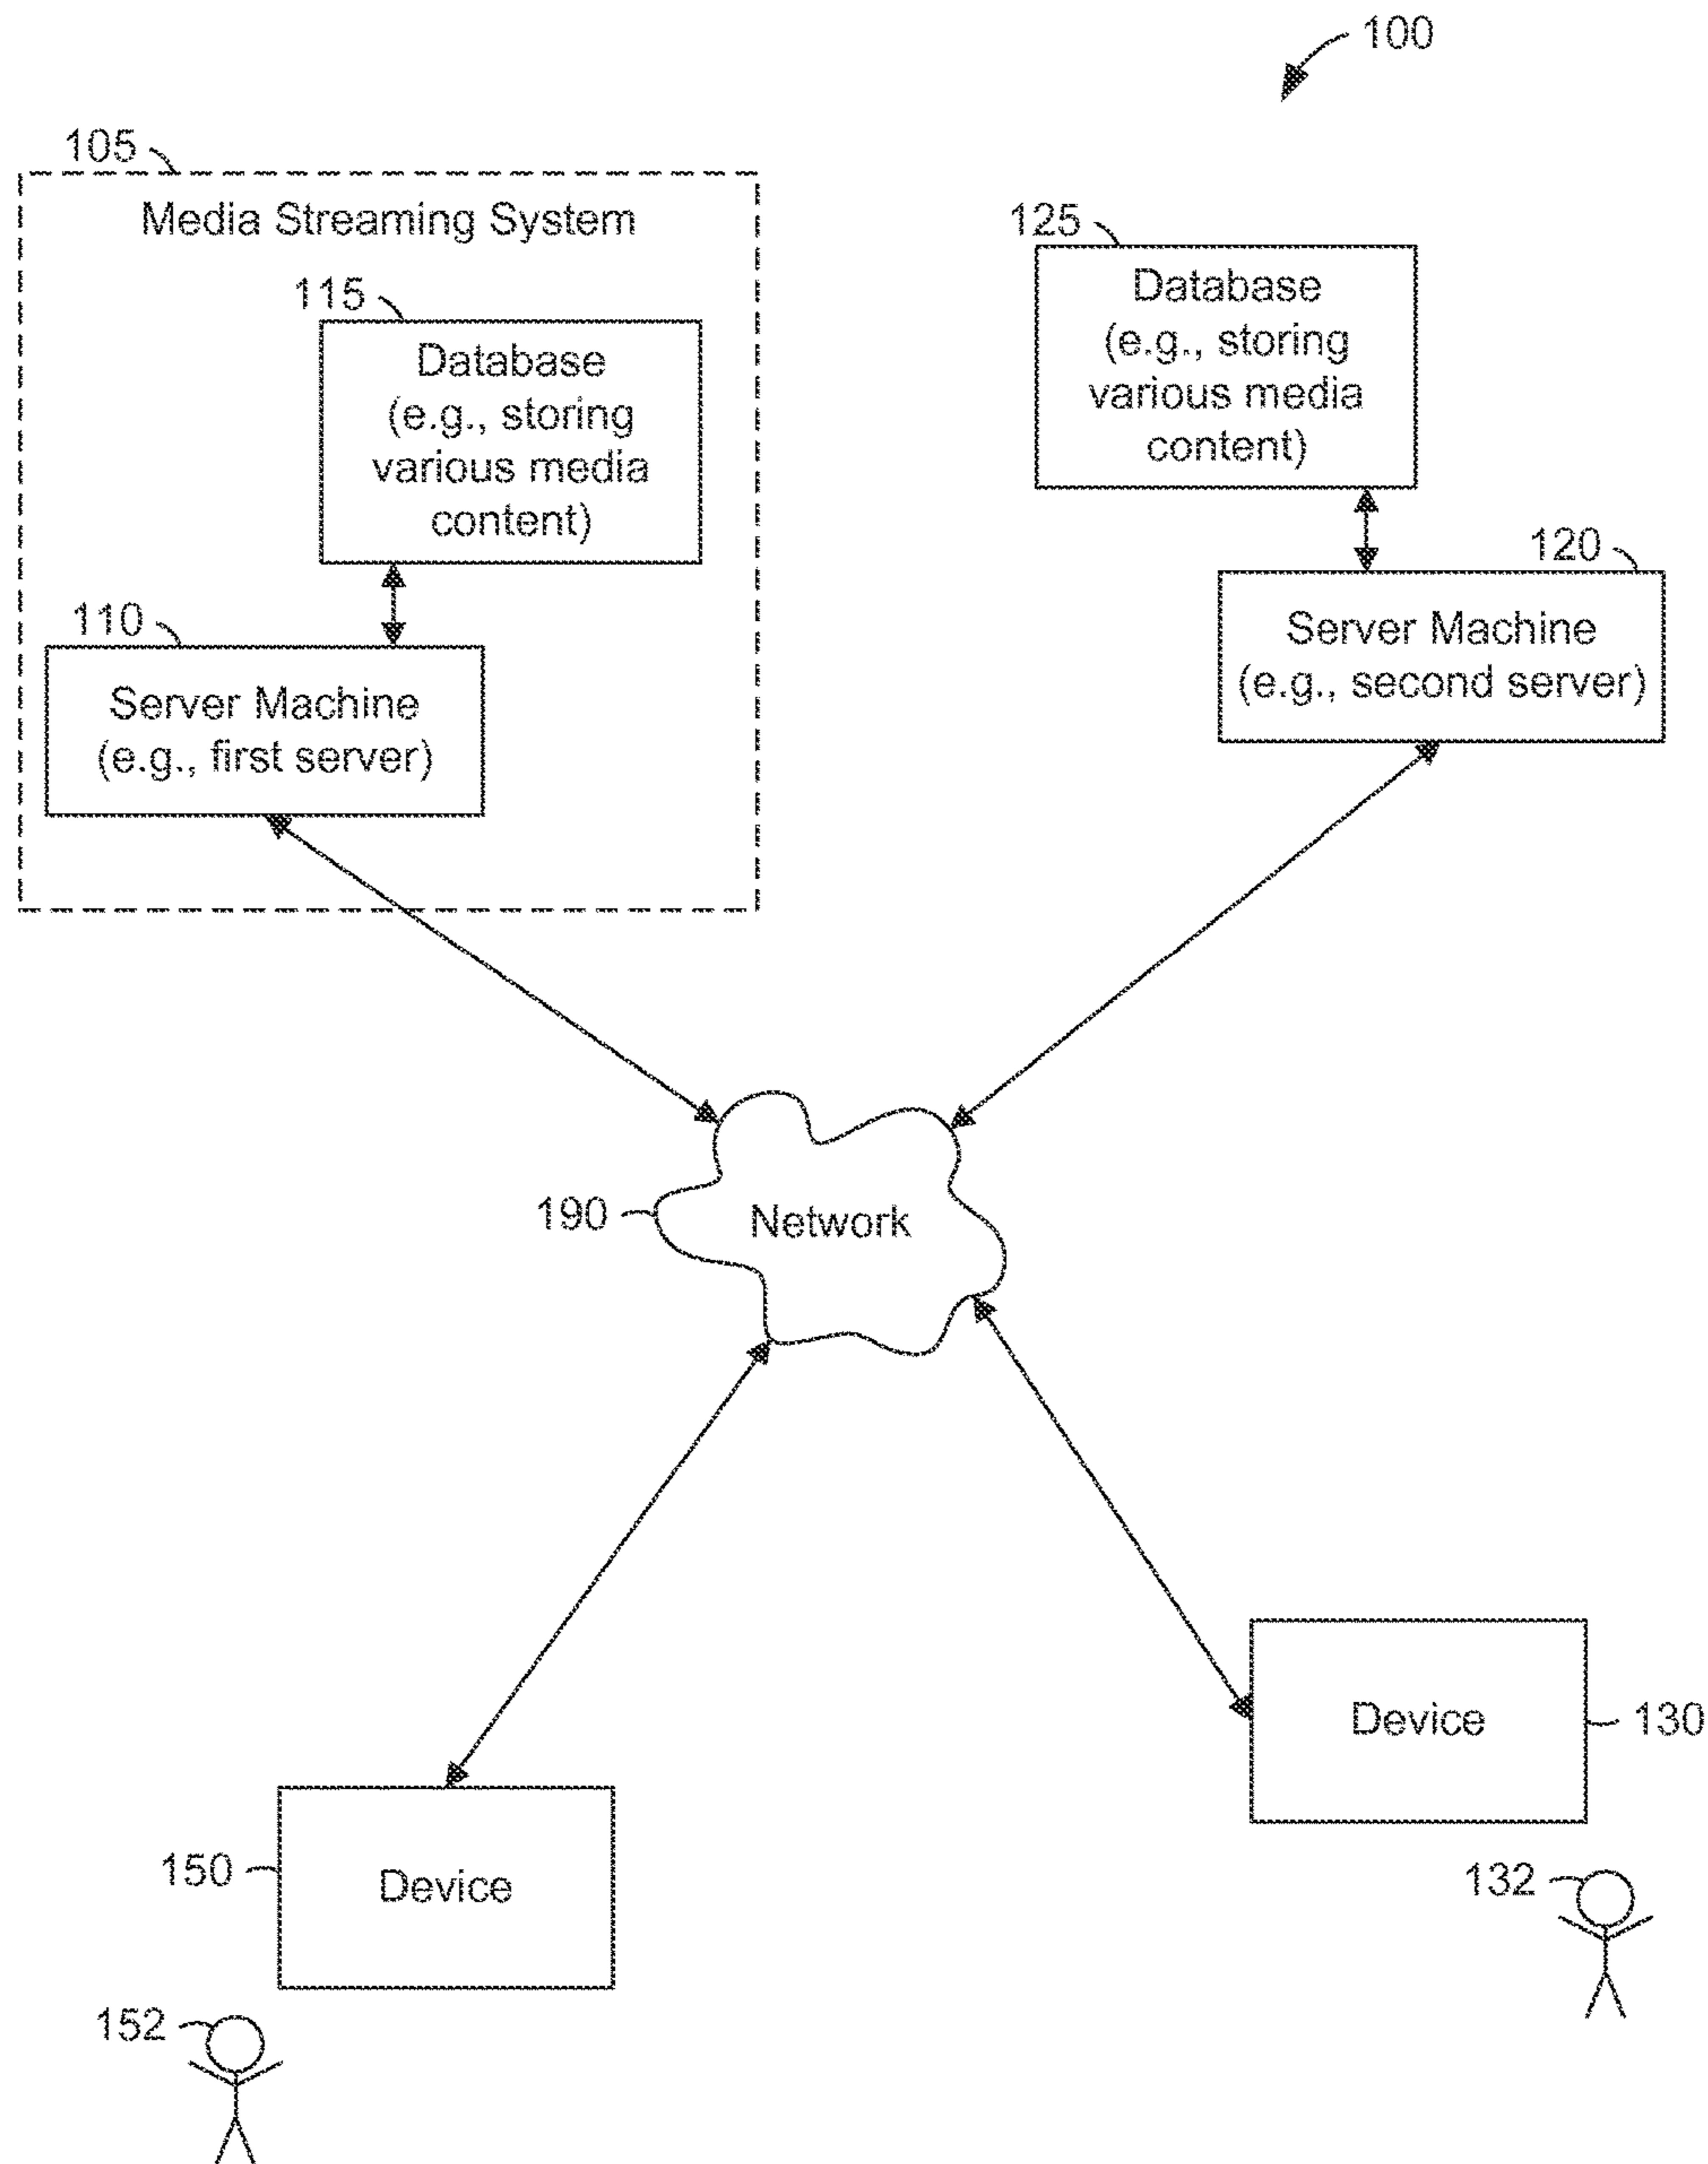 100
105
Media Streaming System
115
Database
(e.g., storing
various media
content)
110
Server Machine
(e.g., first server)
125
Database
(e.g., storing
various media
content)
120
Server Machine
(e.g., second server)
190
Network
Device
130
150
Device
132
152